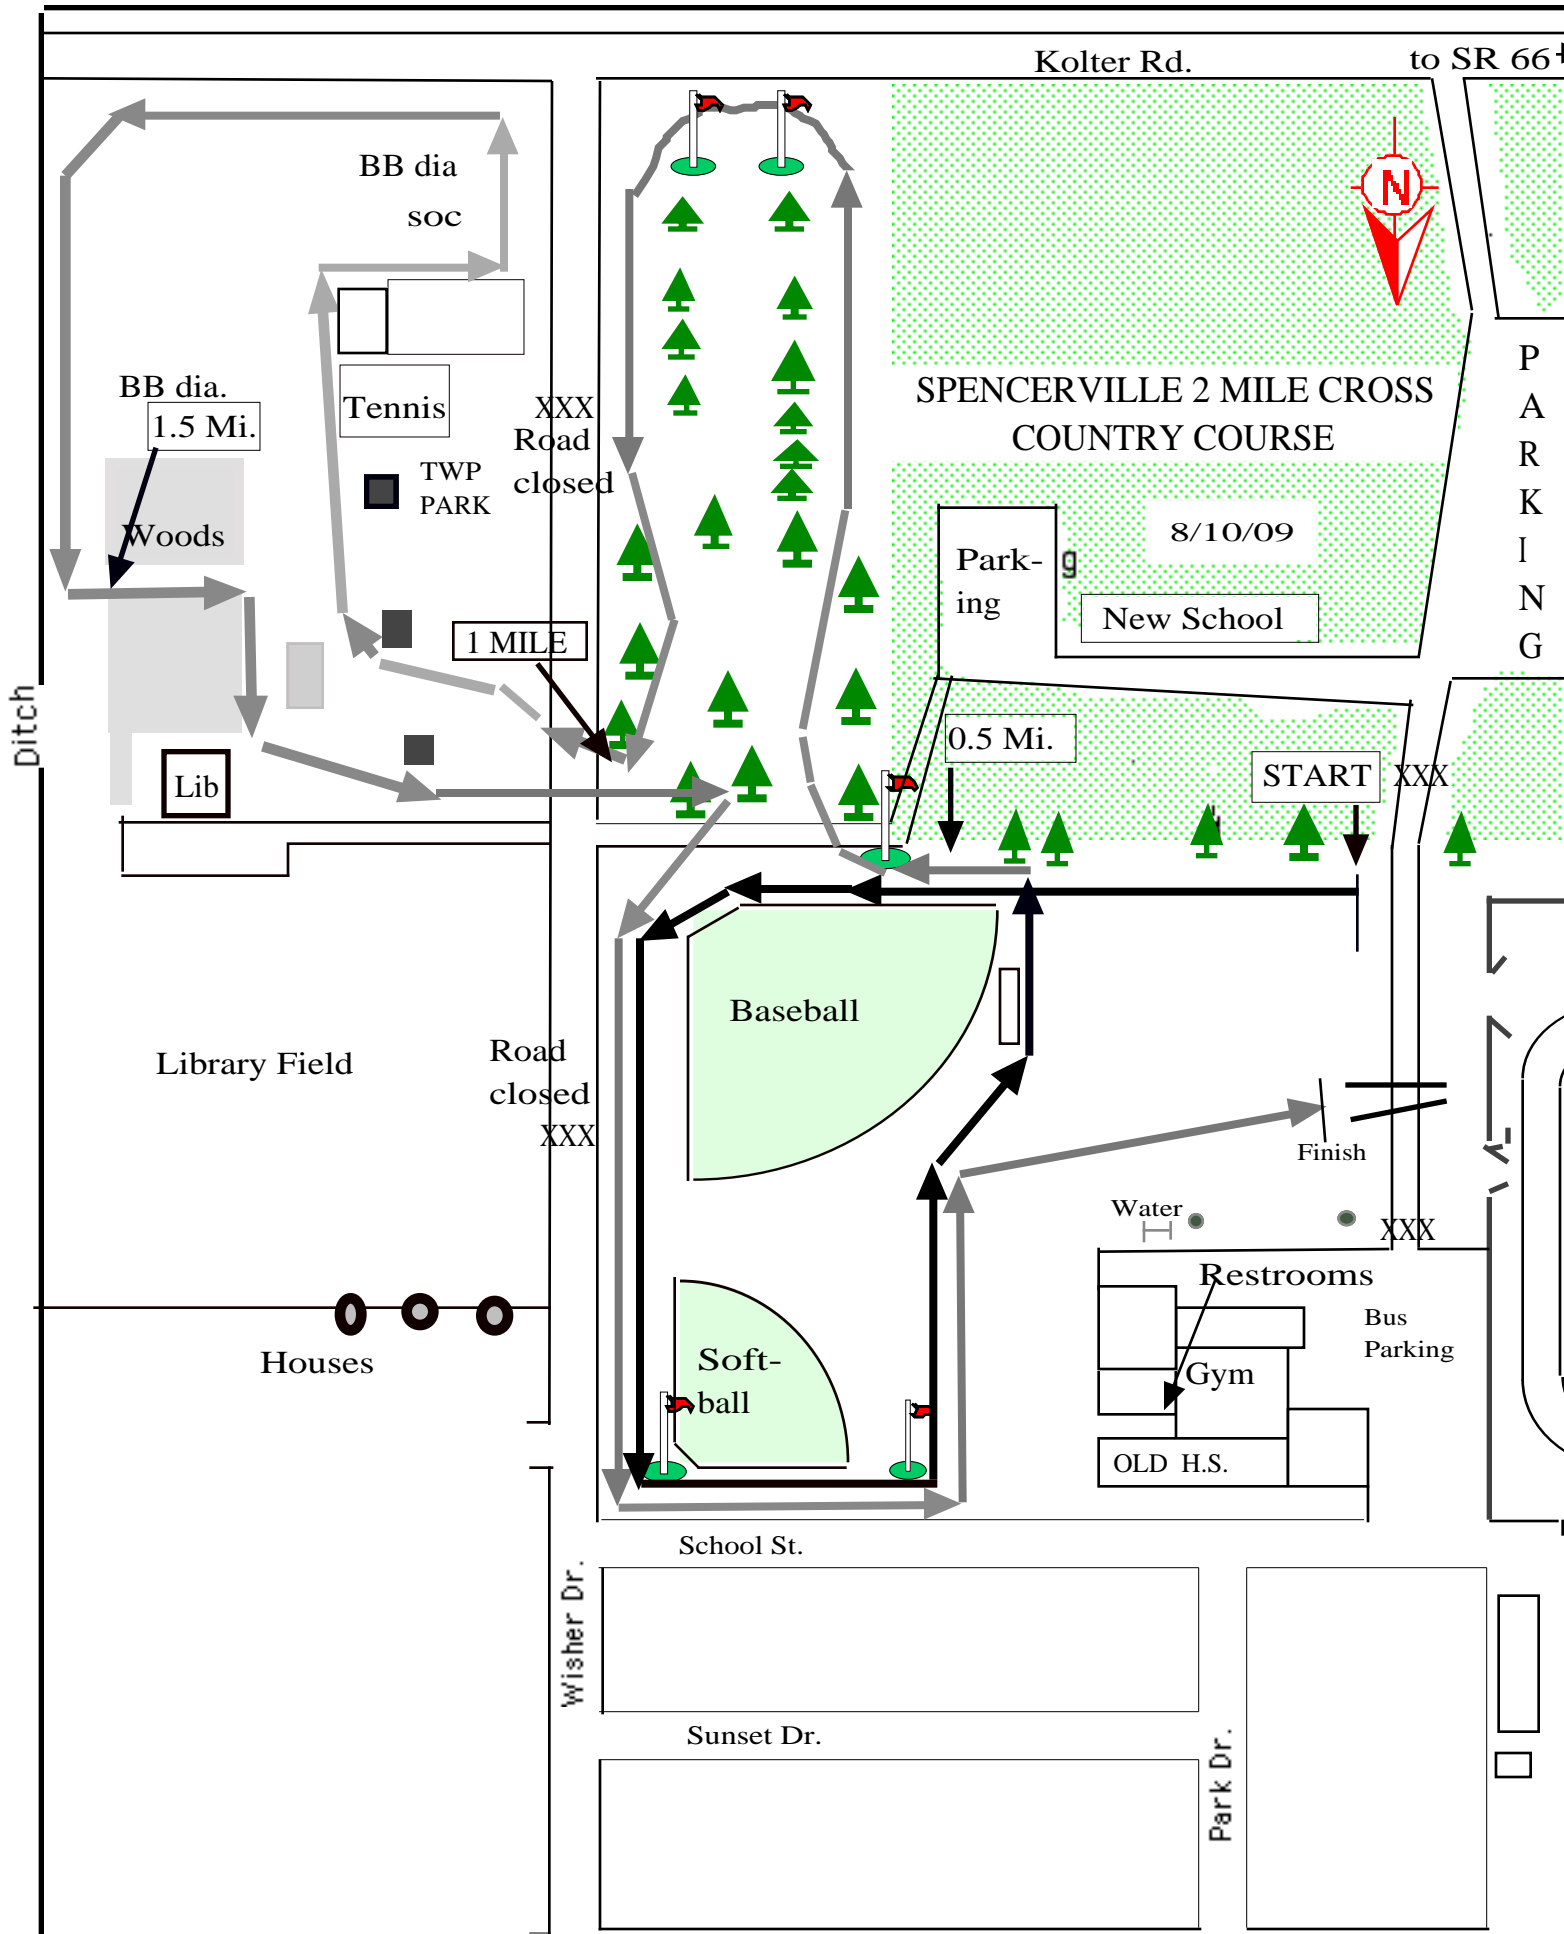 Kolter Rd.
to SR 66
N
BB dia
soc
P
A
R
K
I
N
G
SPENCERVILLE 2 MILE CROSS
COUNTRY COURSE
BB dia.
1.5 Mi.
Tennis
XXX
Road
closed
TWP
PARK
Woods
8/10/09
Park-
g
ing
New School
1 MILE
Ditch
0.5 Mi.
START
XXX
Lib
Baseball
Library Field
Road
closed
XXX
Finish
Water
XXX
Restrooms
Bus
Parking
Houses
Soft-
ball
Gym
OLD H.S.
School St.
Wisher Dr.
Sunset Dr.
Park Dr.